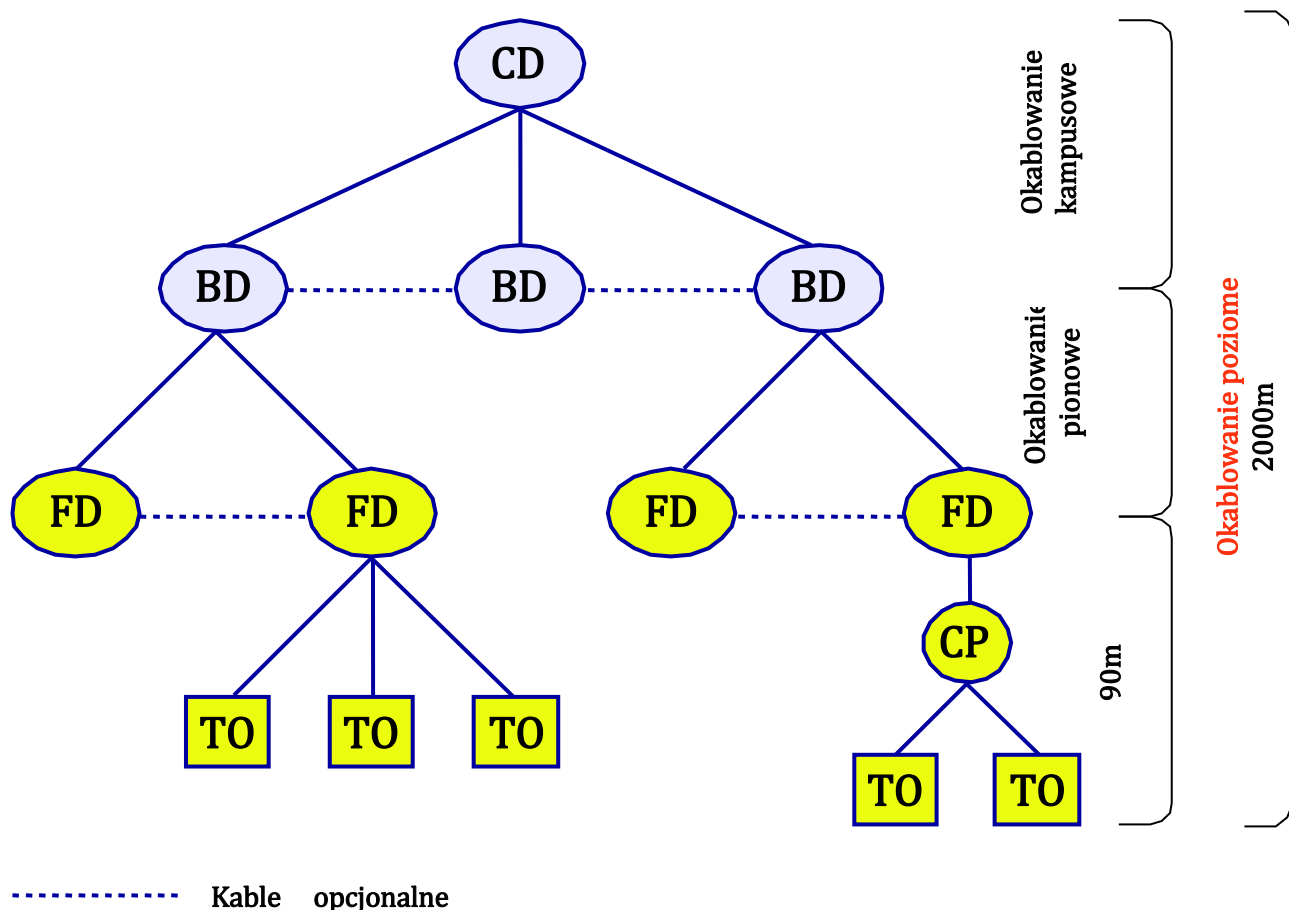 CD
Okablowanie
kampusowe
BD
BD
BD
Okablowanie
pionowe
Okablowanie poziome
2000m
FD
FD
FD
FD
CP
90m
TO
TO
TO
TO
TO
Kable opcjonalne